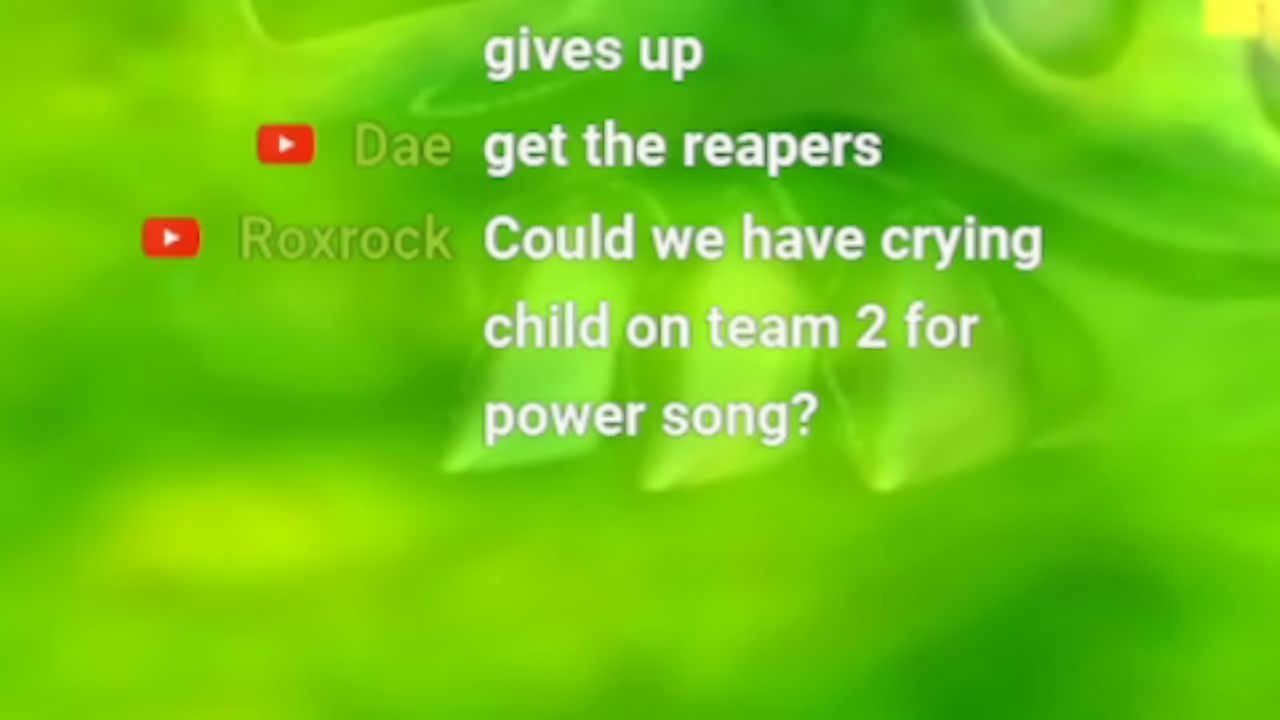 gives up
Dae get the reapers
Roxrock Could we have crying
child on team 2 for
power song?